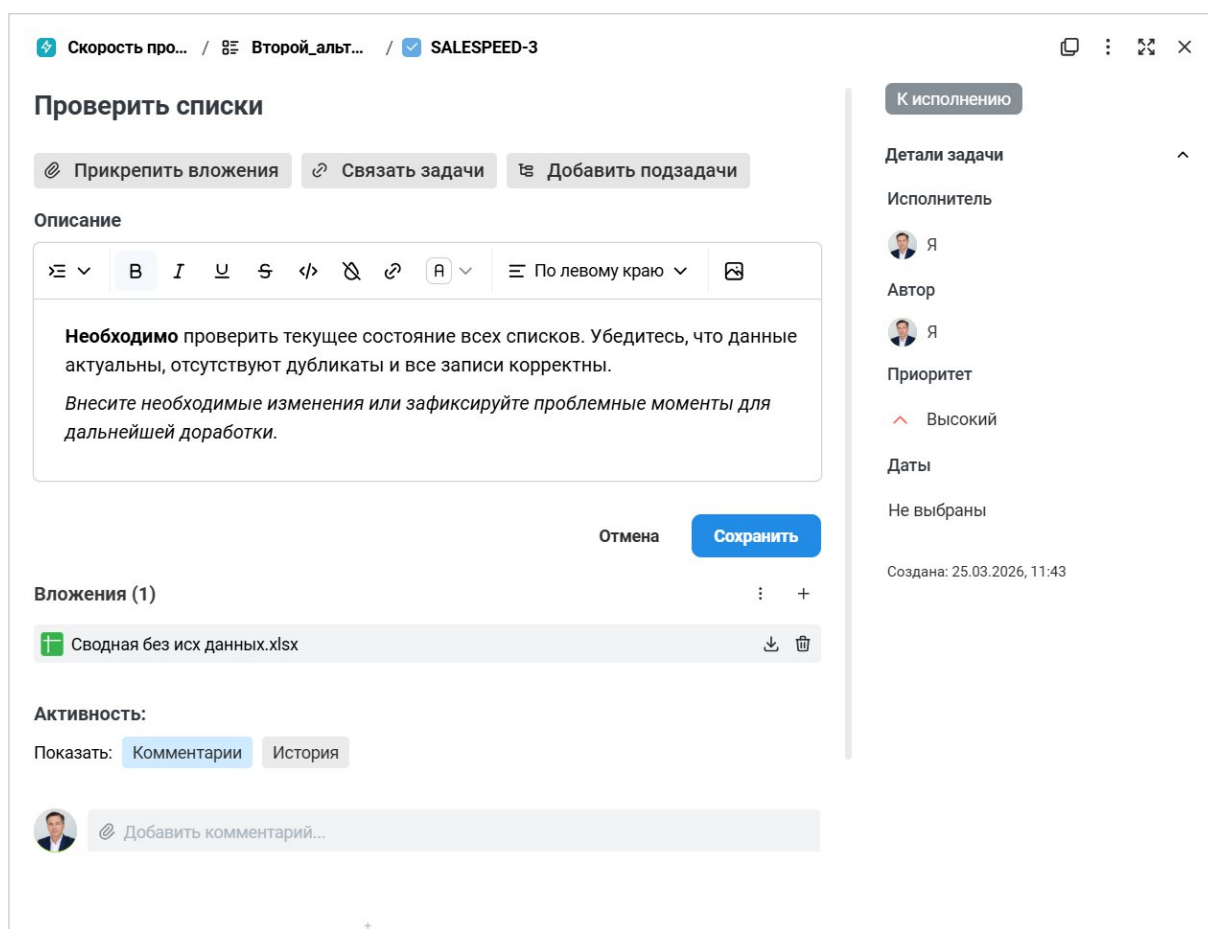 Скорость про... / Второй_альт... / SALESPEED-3
Проверить списки
Прикрепить вложения Связать задачи Добавить подзадачи
Описание
B I U S </> A По левому краю
Необходимо проверить текущее состояние всех списков. Убедитесь, что данные
актуальны, отсутствуют дубликаты и все записи корректны.
Внесите необходимые изменения или зафиксируйте проблемные моменты для
дальнейшей доработки.
Отмена Сохранить
Вложения (1)
Сводная без исх данных.xlsx
Активность:
Показать: Комментарии История
Добавить комментарий...
К исполнению
Детали задачи
Исполнитель
Я
Автор
Я
Приоритет
Высокий
Даты
Не выбраны
Создана: 25.03.2026, 11:43